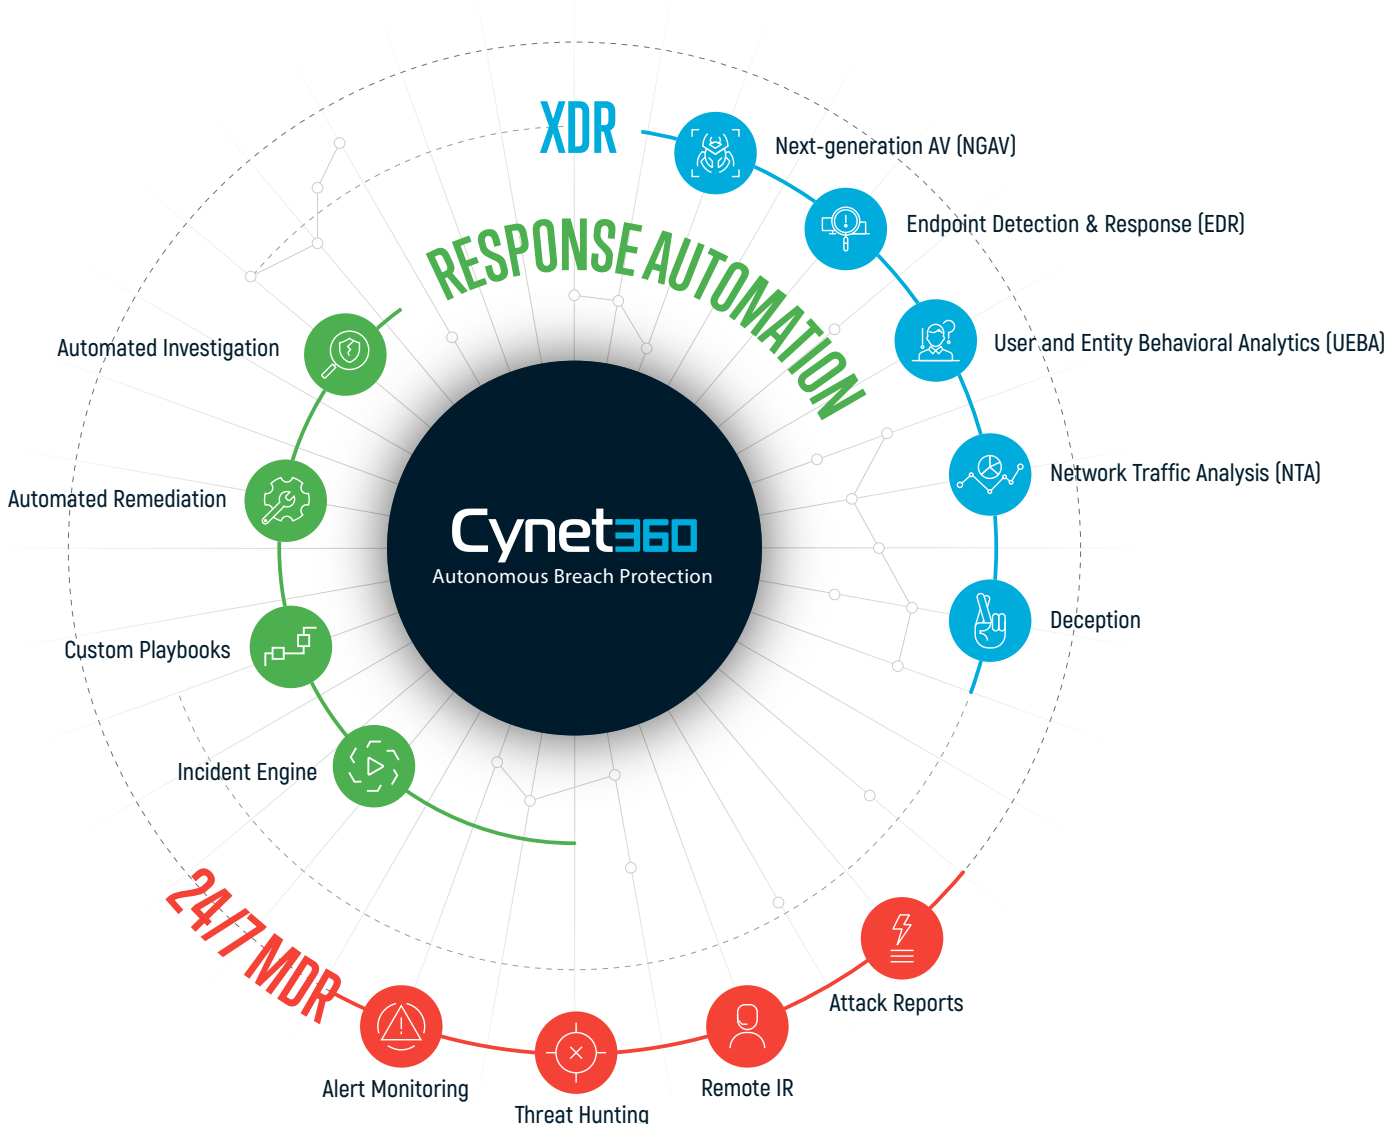 XDR
Next-generation AV (NGAV)
Endpoint Detection & Response (EDR)
User and Entity Behavioral Analytics (UEBA)
Network Traffic Analysis (NTA)
Deception
RESPONSE AUTOMATION
Automated Investigation
Automated Remediation
Custom Playbooks
Incident Engine
Cynet360
Autonomous Breach Protection
24/7 MDR
Alert Monitoring
Threat Hunting
Remote IR
Attack Reports